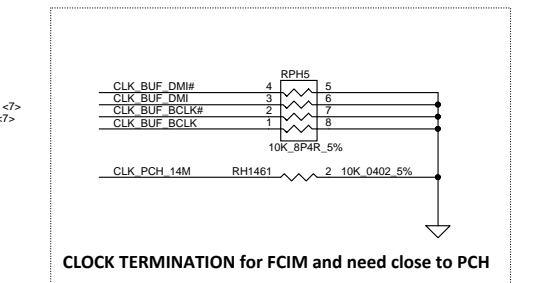 RPH5
<7>
CLK_BUF_DMI# 4 5
CLK_BUF_DMI 3 6
CLK_BUF_BCLK# 2 7
CLK_BUF_BCLK 1 8
10K_8P4R_5%
CLK_PCH_14M RH1461 2 10K_0402_5%
CLOCK TERMINATION for FCIM and need close to PCH